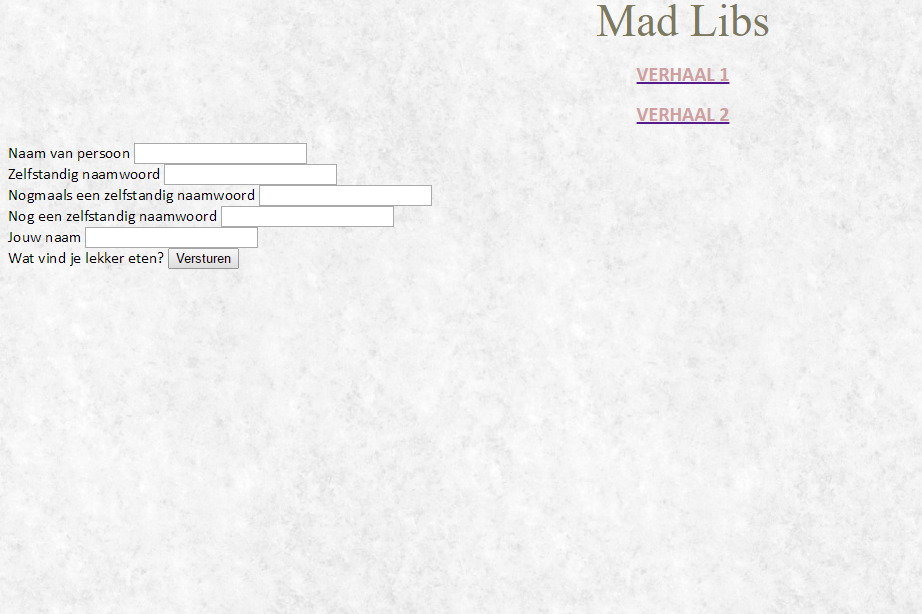 Mad Libs
VERHAAL 1
VERHAAL 2
Naam van persoon
Zelfstandig naamwoord
Nogmaals een zelfstandig naamwoord
Nog een zelfstandig naamwoord
Jouw naam
Wat vind je lekker eten? Versturen